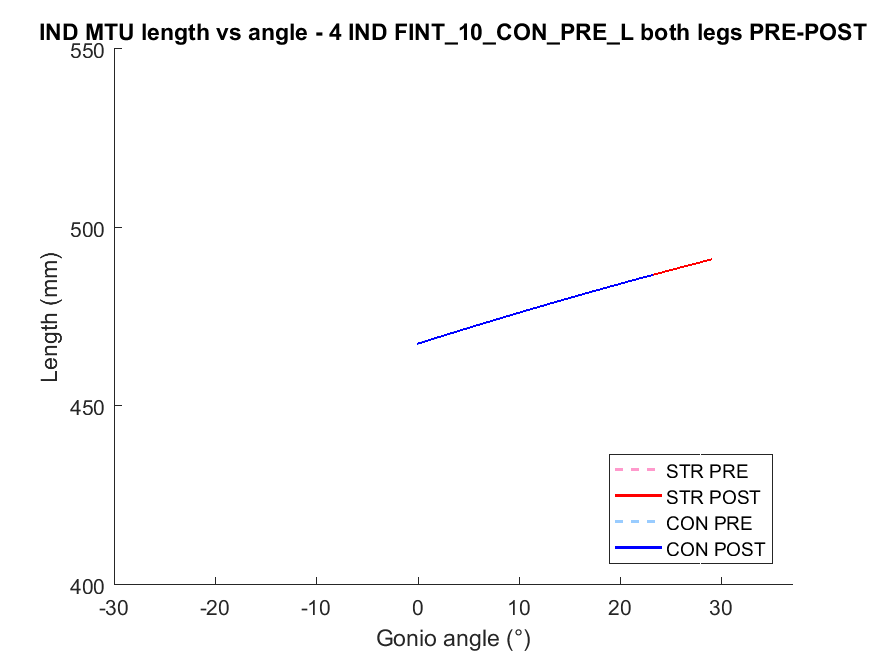 IND MTU length vs angle - 4 IND FINT_10_CON_PRE_L both legs PRE-POST
550
500
450
400
Length (mm)
-30
-20
-10
0
10
20
30
Gonio angle (°)
STR PRE
STR POST
CON PRE
CON POST